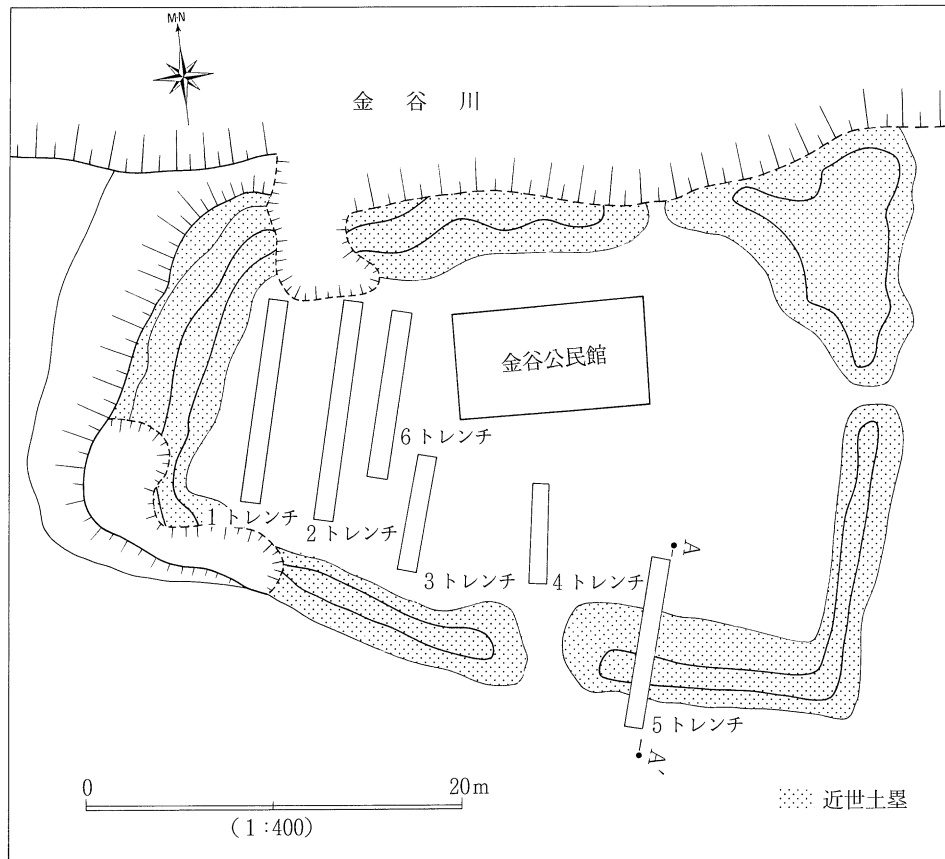 M·N
金谷川
金谷公民館
6トレンチ
1トレンチ
2トレンチ
3トレンチ
4トレンチ
A
5トレンチ
A'
0 20m
(1:400)
近世土塁